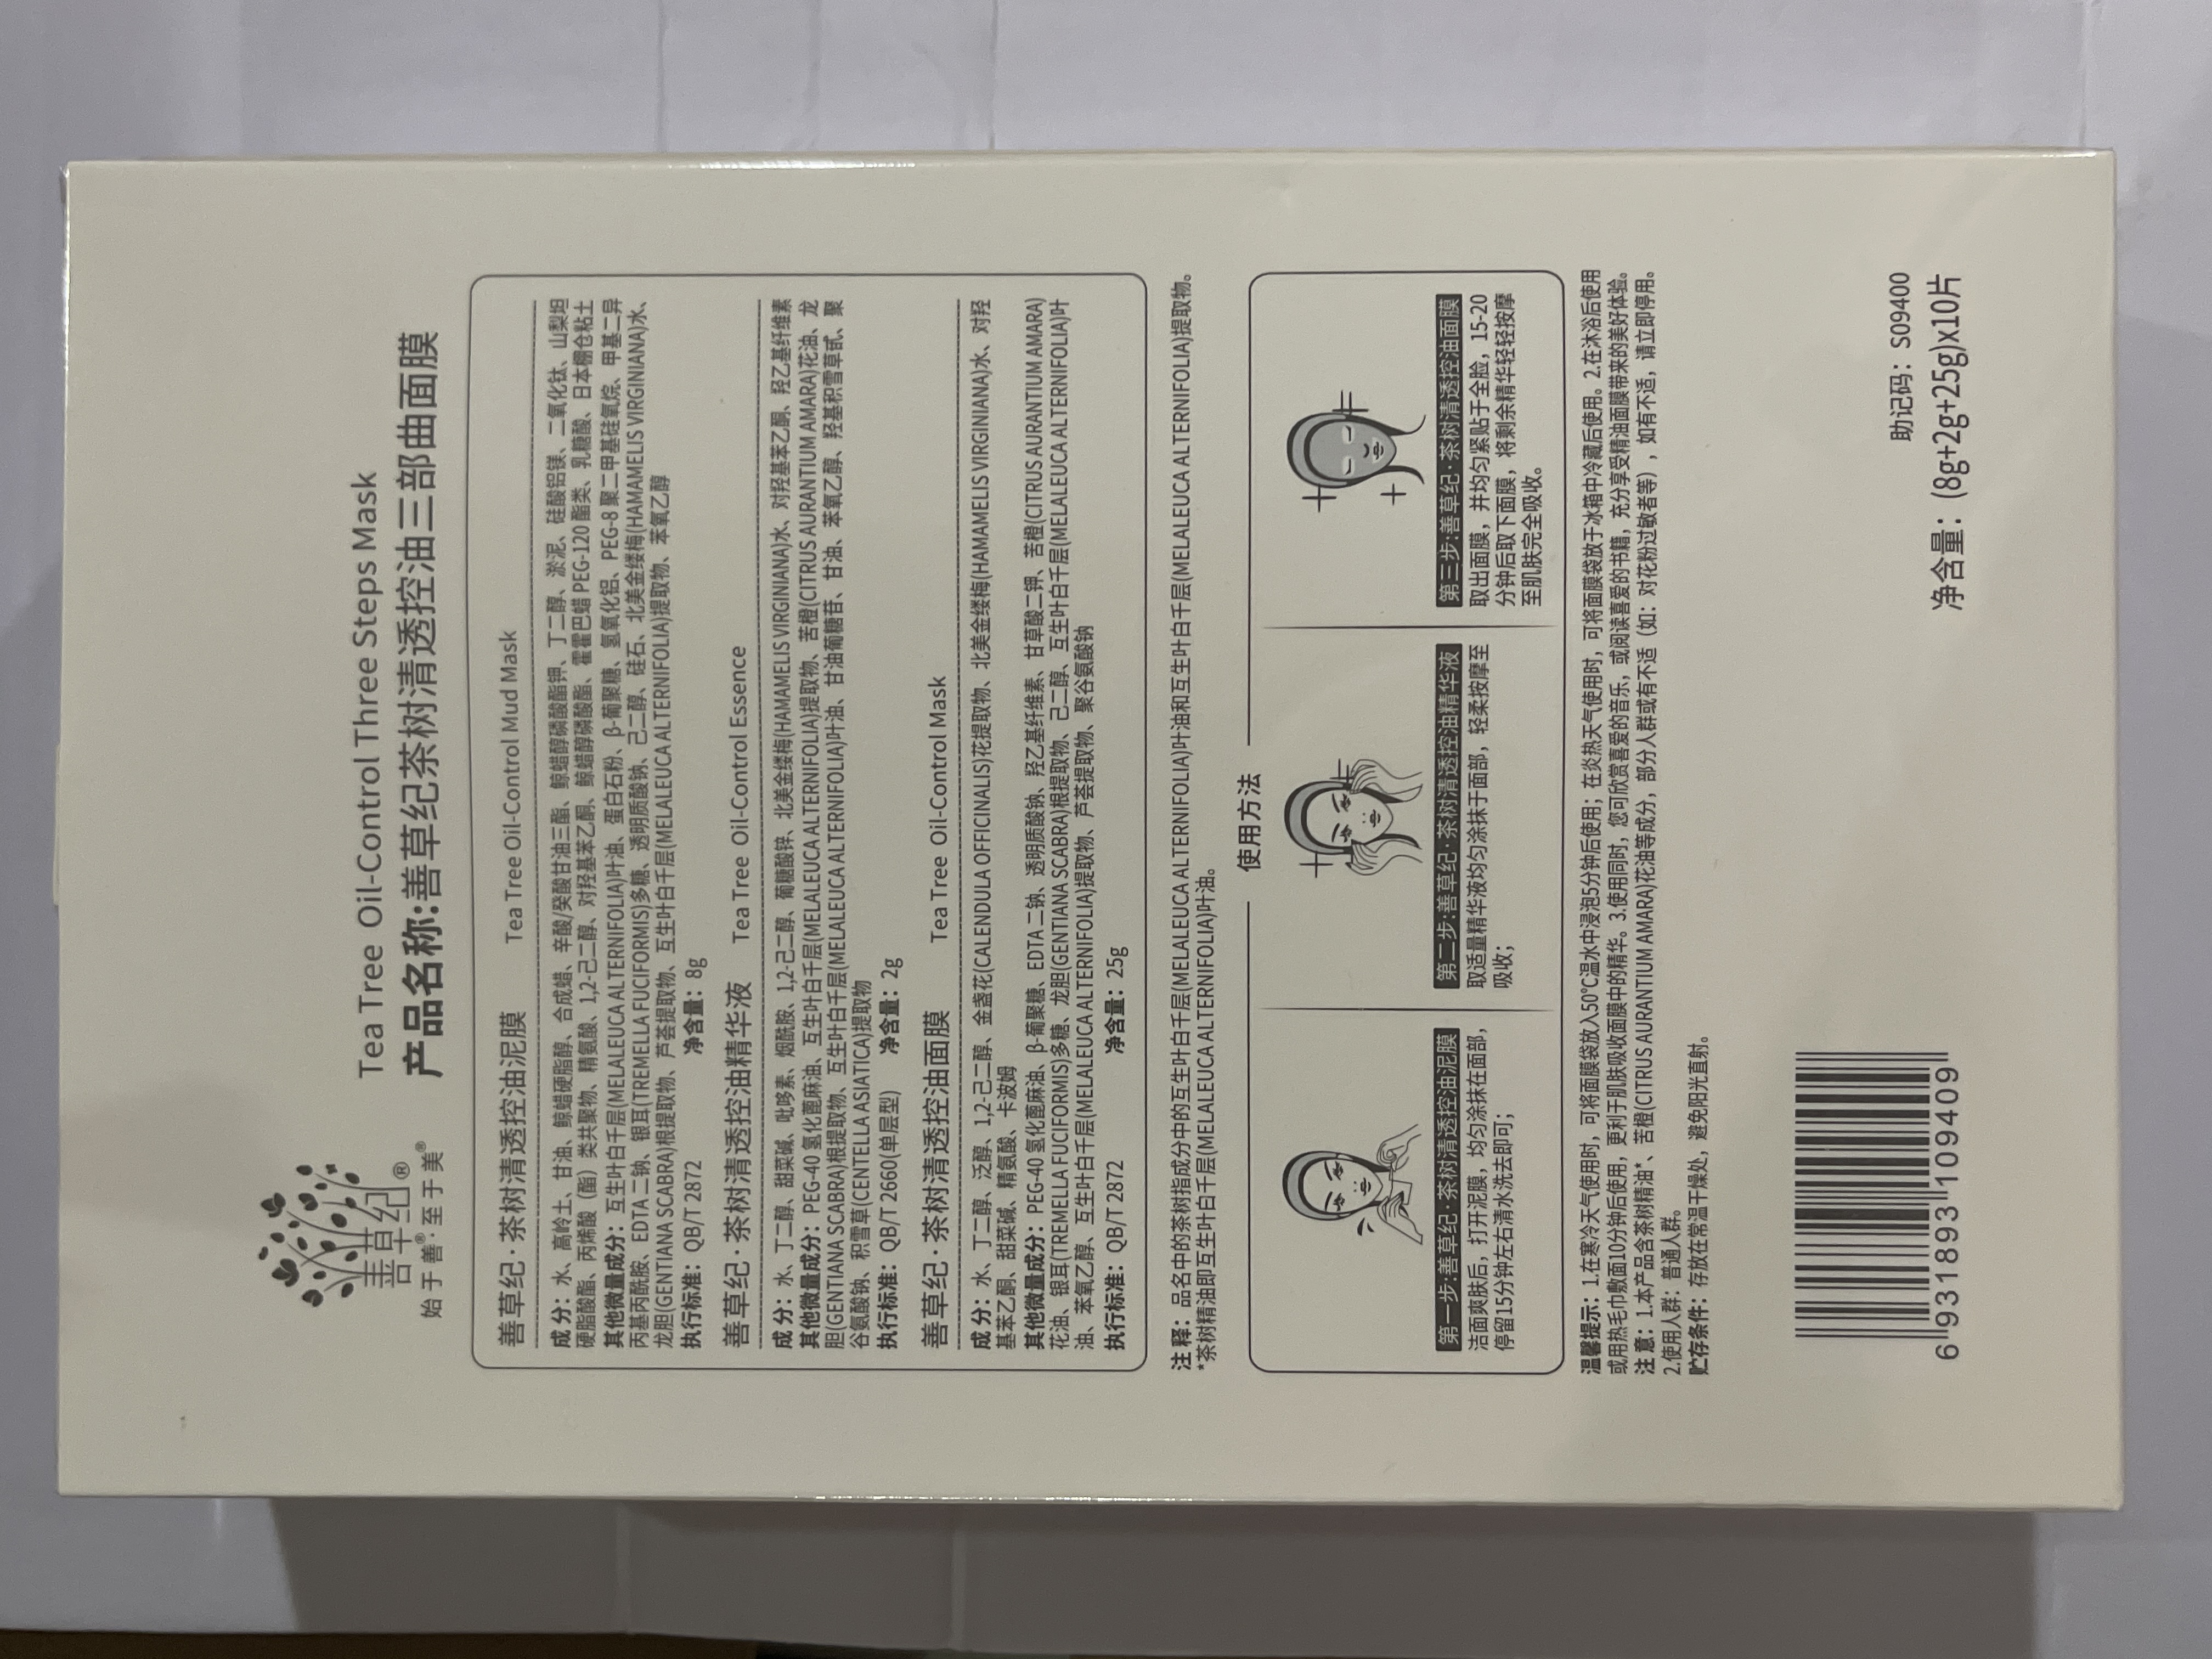 善草纪®
始于善®·至于美®
Tea Tree Oil-Control Three Steps Mask
产品名称:善草纪茶树清透控油三部曲面膜
善草纪·茶树清透控油泥膜 Tea Tree Oil-Control Mud Mask
成 分：水、高岭土、甘油、鲸蜡硬脂醇、合成蜡、辛酸/癸酸甘油三酯、鲸蜡醇磷酸酯钾、丁二醇、淤泥、硅酸铝镁、二氧化钛、山梨坦
硬脂酸酯、丙烯酸（酯）类共聚物、精氨酸、1,2-己二醇、对羟基苯乙酮、鲸蜡醇磷酸酯、霍霍巴蜡 PEG-120 酯类、乳糖酸、日本棚仓粘土
其他微量成分：互生叶白千层(MELALEUCA ALTERNIFOLIA)叶油、蛋白石粉、β-葡聚糖、氢氧化铝、PEG-8 聚二甲基硅氧烷、甲基二异
丙基丙酰胺、EDTA 二钠、银耳(TREMELLA FUCIFORMIS)多糖、透明质酸钠、己二醇、硅石、北美金缕梅(HAMAMELIS VIRGINIANA)水、
龙胆(GENTIANA SCABRA)根提取物、芦荟提取物、互生叶白千层(MELALEUCA ALTERNIFOLIA)提取物、苯氧乙醇
执行标准：QB/T 2872 净含量：8g
善草纪·茶树清透控油精华液 Tea Tree Oil-Control Essence
成 分：水、丁二醇、甜菜碱、吡哆素、烟酰胺、1,2-己二醇、葡糖酸锌、北美金缕梅(HAMAMELIS VIRGINIANA)水、对羟基苯乙酮、羟乙基纤维素
其他微量成分：PEG-40 氢化蓖麻油、互生叶白千层(MELALEUCA ALTERNIFOLIA)提取物、苦橙(CITRUS AURANTIUM AMARA)花油、龙
胆(GENTIANA SCABRA)根提取物、互生叶白千层(MELALEUCA ALTERNIFOLIA)叶油、甘油葡糖苷、甘油、苯氧乙醇、羟基积雪草甙、聚
谷氨酸钠、积雪草(CENTELLA ASIATICA)提取物
执行标准：QB/T 2660(单层型) 净含量：2g
善草纪·茶树清透控油面膜 Tea Tree Oil-Control Mask
成 分：水、丁二醇、泛醇、1,2-己二醇、金盏花(CALENDULA OFFICINALIS)花提取物、北美金缕梅(HAMAMELIS VIRGINIANA)水、对羟
基苯乙酮、甜菜碱、精氨酸、卡波姆
其他微量成分：PEG-40 氢化蓖麻油、β-葡聚糖、EDTA 二钠、透明质酸钠、羟乙基纤维素、甘草酸二钾、苦橙(CITRUS AURANTIUM AMARA)
花油、银耳(TREMELLA FUCIFORMIS)多糖、龙胆(GENTIANA SCABRA)根提取物、己二醇、互生叶白千层(MELALEUCA ALTERNIFOLIA)叶
油、苯氧乙醇、互生叶白千层(MELALEUCA ALTERNIFOLIA)提取物、芦荟提取物、聚谷氨酸钠
执行标准：QB/T 2872 净含量：25g
注 释：品名中的茶树指成分中的互生叶白千层(MELALEUCA ALTERNIFOLIA)叶油和互生叶白千层(MELALEUCA ALTERNIFOLIA)提取物。
*茶树精油即互生叶白千层(MELALEUCA ALTERNIFOLIA)叶油。
使用方法
第一步:善草纪·茶树清透控油泥膜
洁面爽肤后，打开泥膜，均匀涂抹在面部，
停留15分钟左右清水洗去即可；
第二步:善草纪·茶树清透控油精华液
取适量精华液均匀涂抹于面部，轻柔按摩至
吸收；
第三步:善草纪·茶树清透控油面膜
取出面膜，并均匀紧贴于全脸，15-20
分钟后取下面膜，将剩余精华轻轻按摩
至肌肤完全吸收。
温馨提示：1.在寒冷天气使用时，可将面膜袋放入50°C温水中浸泡5分钟后使用；在炎热天气使用时，可将面膜袋放于冰箱中冷藏后使用。2.在沐浴后使用
或用热毛巾敷面10分钟后使用，更利于肌肤吸收面膜中的精华。3.使用同时，您可欣赏喜爱的音乐，或阅读喜爱的书籍，充分享受精油面膜带来的美好体验。
注 意：1.本产品含茶树精油*、苦橙(CITRUS AURANTIUM AMARA)花油等成分，部分人群或有不适（如：对花粉过敏者等），如有不适，请立即停用。
2.使用人群：普通人群。
贮存条件：存放在常温干燥处，避免阳光直射。
6 931893 109409
助记码：S09400
净含量：(8g+2g+25g)x10片